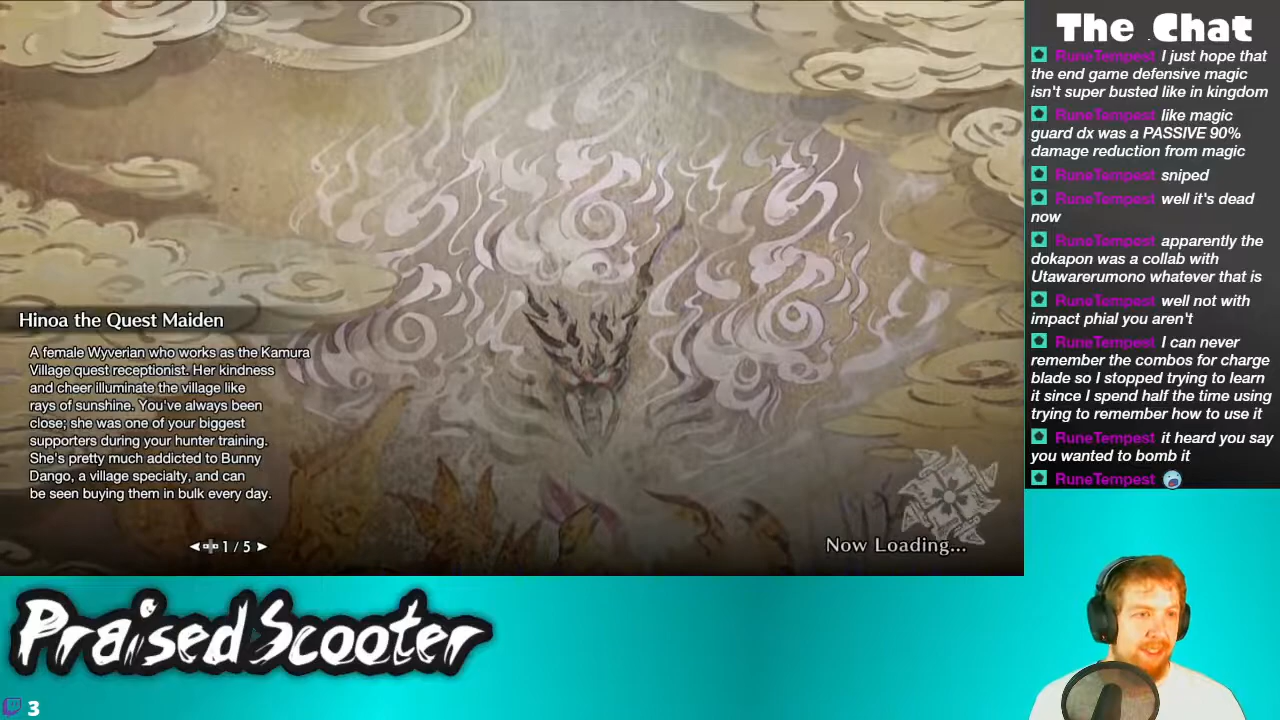 The Chat
RuneTempest I just hope that
the end game defensive magic
isn't super busted like in kingdom
RuneTempest like magic
guard dx was a PASSIVE 90%
damage reduction from magic
RuneTempest sniped
RuneTempest well it's dead
now
RuneTempest apparently the
dokapon was a collab with
Utawarerumono whatever that is
RuneTempest well not with
impact phial you aren't
RuneTempest I can never
remember the combos for charge
blade so I stopped trying to learn
it since I spend half the time using
trying to remember how to use it
RuneTempest it heard you say
you wanted to bomb it
RuneTempest
Hinoa the Quest Maiden
A female Wyverian who works as the Kamura
Village quest receptionist. Her kindness
and cheer illuminate the village like
rays of sunshine. You've always been
close; she was one of your biggest
supporters during your hunter training.
She's pretty much addicted to Bunny
Dango, a village specialty, and can
be seen buying them in bulk every day.
1 / 5
Now Loading...
PraisedScooter
3